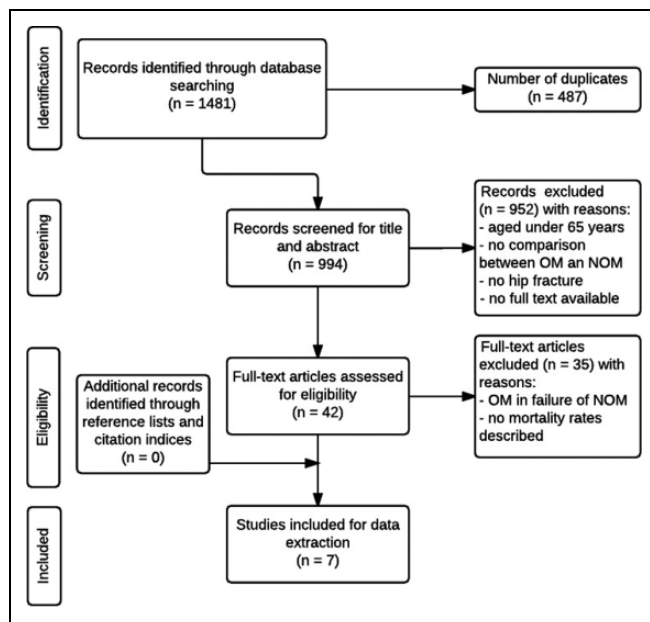 Identification
Records identified through database
searching
(n = 1481)
Number of duplicates
(n = 487)
Screening
Records screened for title
and abstract
(n = 994)
Records excluded
(n = 952) with reasons:
- aged under 65 years
- no comparison
between OM an NOM
- no hip fracture
- no full text available
Eligibility
Full-text articles assessed
for eligibility
(n = 42)
Full-text articles
excluded (n = 35) with
reasons:
- OM in failure of NOM
- no mortality rates
described
Additional records
identified through
reference lists and
citation indices
(n = 0)
Included
Studies included for data
extraction
(n = 7)